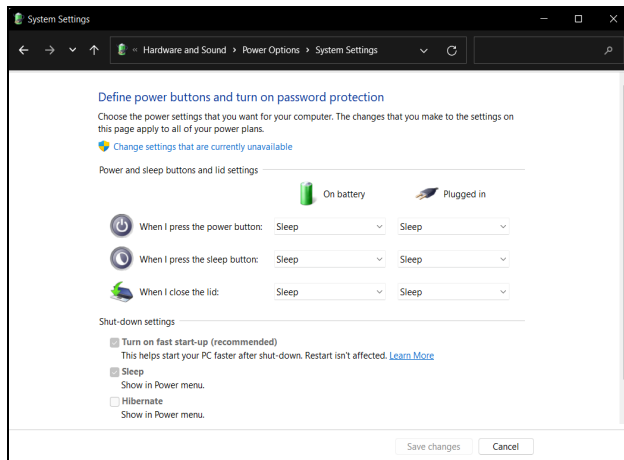 System Settings
« Hardware and Sound › Power Options › System Settings
Define power buttons and turn on password protection
Choose the power settings that you want for your computer. The changes that you make to the settings on
this page apply to all of your power plans.
Change settings that are currently unavailable
Power and sleep buttons and lid settings
On battery Plugged in
When I press the power button: Sleep Sleep
When I press the sleep button: Sleep Sleep
When I close the lid: Sleep Sleep
Shut-down settings
Turn on fast start-up (recommended)
This helps start your PC faster after shut-down. Restart isn't affected. Learn More
Sleep
Show in Power menu.
Hibernate
Show in Power menu.
Save changes Cancel